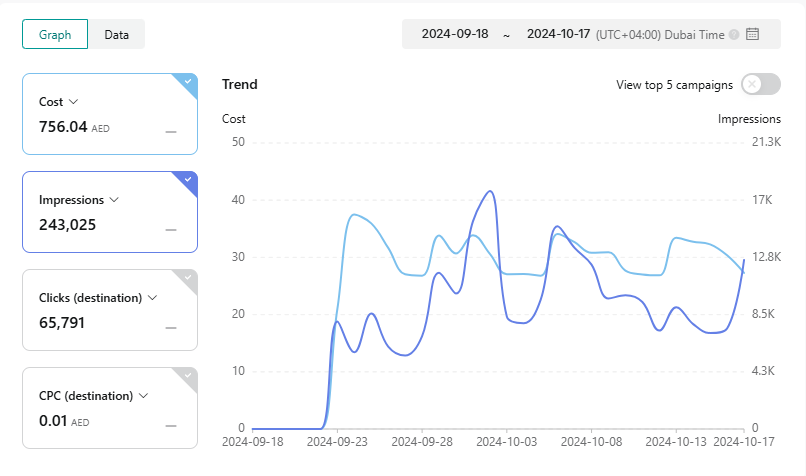 Graph
Data
2024-09-18 ~ 2024-10-17 (UTC+04:00) Dubai Time
Cost
756.04 AED
Impressions
243,025
Clicks (destination)
65,791
CPC (destination)
0.01 AED
Trend
View top 5 campaigns
Cost
Impressions
50
21.3K
40
17K
30
12.8K
20
8.5K
10
4.3K
0
0
2024-09-18
2024-09-23
2024-09-28
2024-10-03
2024-10-08
2024-10-13
2024-10-17